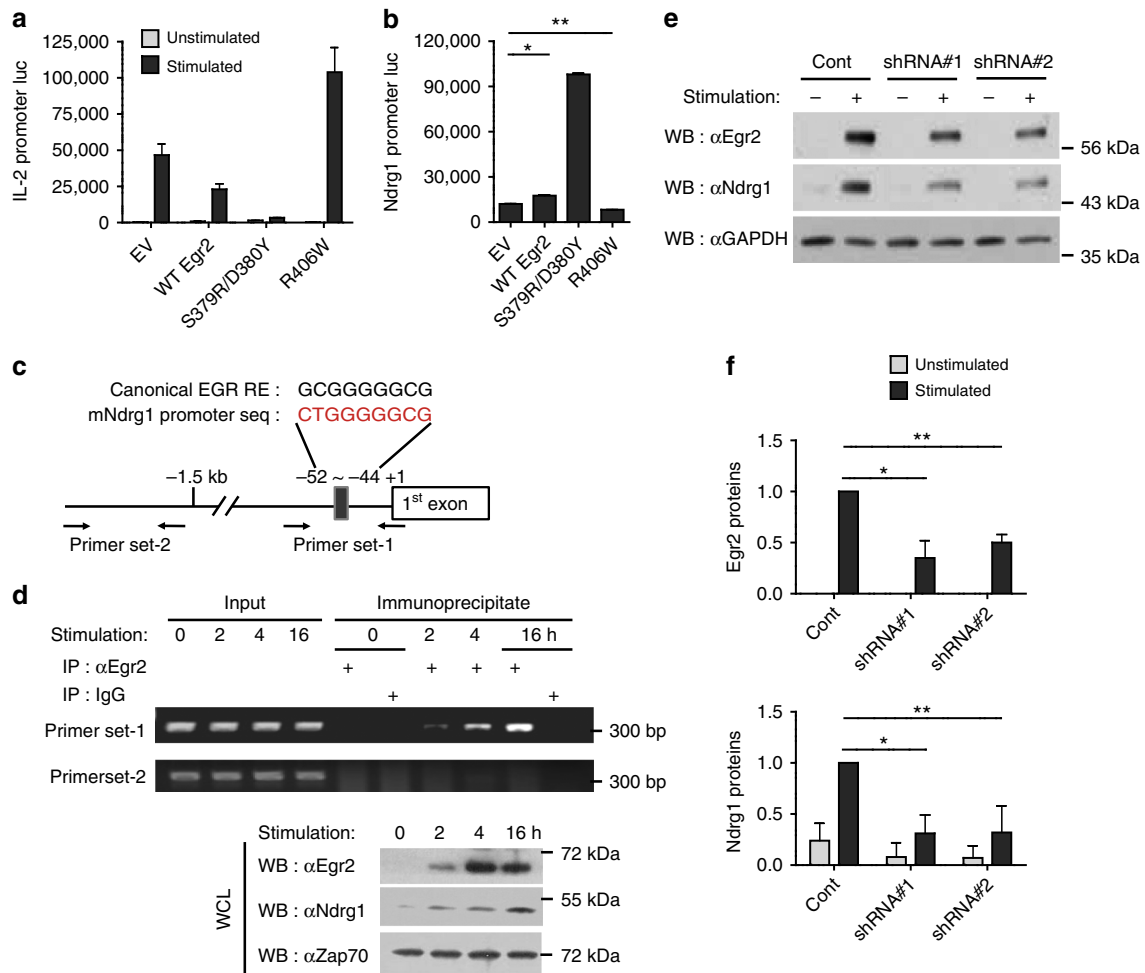 a
Unstimulated
Stimulated
IL-2 promoter luc
125,000
100,000
75,000
50,000
25,000
0
EV
WT Egr2
S379R/D380Y
R406W
b
Ndrg1 promoter luc
120,000
90,000
60,000
30,000
0
**
*
EV
WT Egr2
S379R/D380Y
R406W
c
Canonical EGR RE : GCGGGGGCG
mNdrg1 promoter seq : CTGGGGGCG
−1.5 kb
−52 ~ −44 +1
1st exon
Primer set-2
Primer set-1
d
Input Immunoprecipitate
Stimulation: 0 2 4 16 0 2 4 16 h
IP : αEgr2 + + + +
IP : IgG + +
Primer set-1 300 bp
Primerset-2 300 bp
Stimulation: 0 2 4 16 h
WCL
WB : αEgr2 72 kDa
WB : αNdrg1 55 kDa
WB : αZap70 72 kDa
e
Cont shRNA#1 shRNA#2
Stimulation: − + − + − +
WB : αEgr2 56 kDa
WB : αNdrg1 43 kDa
WB : αGAPDH 35 kDa
f
Unstimulated
Stimulated
Egr2 proteins
1.5
1.0
0.5
0.0
**
*
Cont
shRNA#1
shRNA#2
Ndrg1 proteins
1.5
1.0
0.5
0.0
**
*
Cont
shRNA#1
shRNA#2